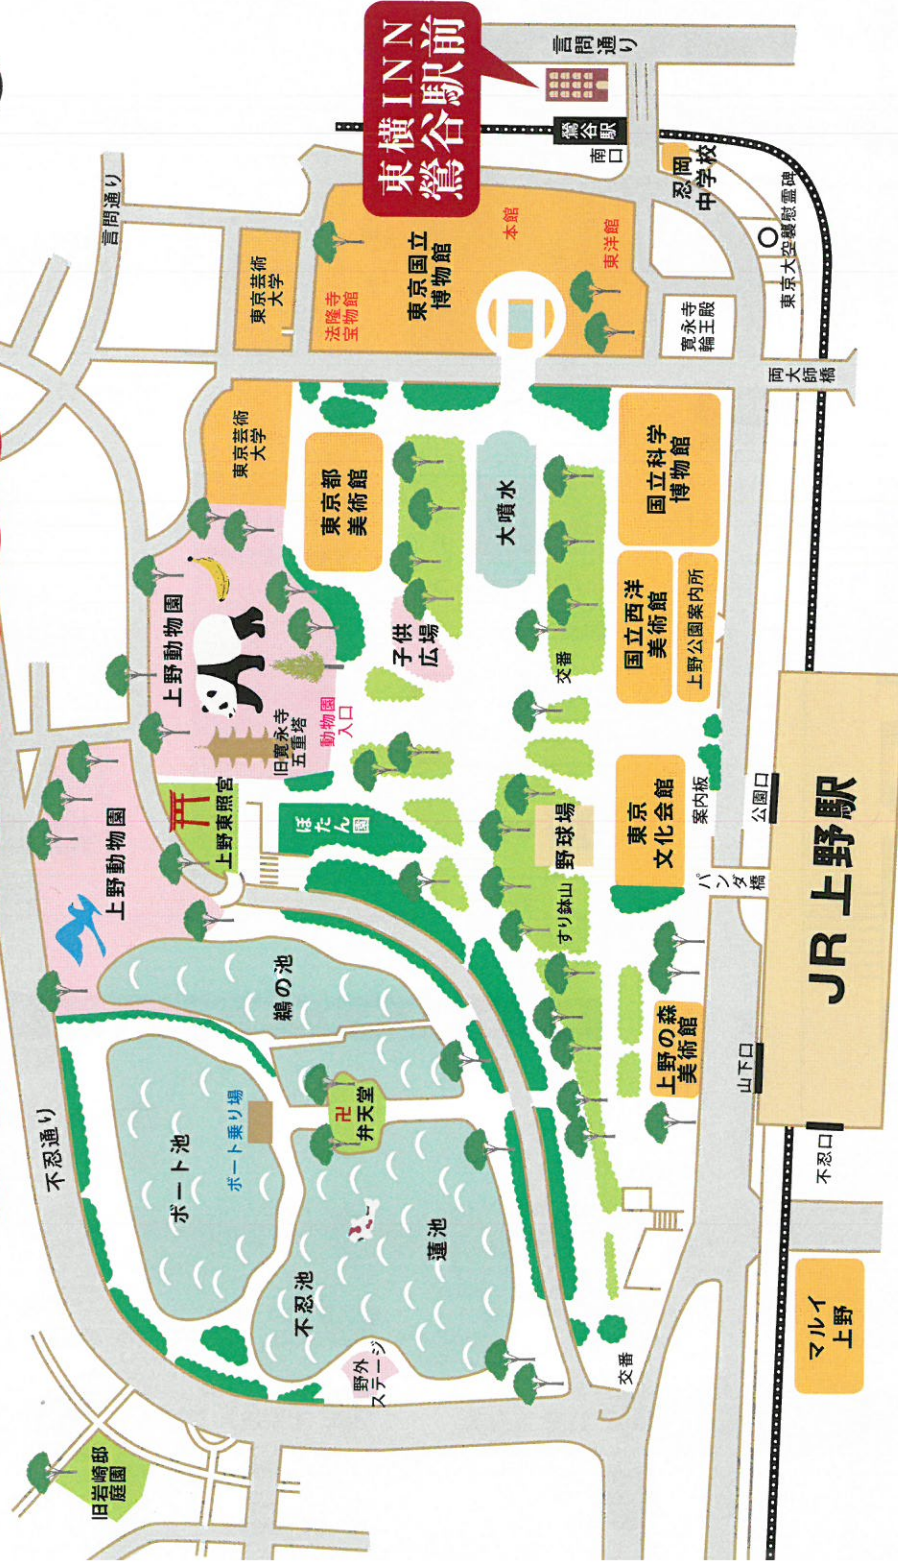 不忍通り
旧岩崎邸
庭園
野外
ステージ
ボート池
ボート乗り場
不忍池
蓮池
卍
弁天堂
鵜の池
上野動物園
上野動物園
上野東照宮
旧寛永寺
五重塔
動物園
入口
ぼたん園
子供
広場
東京都
美術館
東京芸術
大学
東京芸術
大学
言問通り
法隆寺
宝物館
東京国立
博物館
本館
東洋館
東横INN
鶯谷駅前
言問通り
鶯谷駅
南口
忍岡
中学校
東京大空襲慰霊碑
寛永寺
輪王殿
両大師橋
大噴水
国立科学
博物館
国立西洋
美術館
上野公園案内所
交番
野球場
すり鉢山
東京
文化会館
案内板
公園口
パンダ橋
JR 上野駅
上野の森
美術館
山下口
不忍口
交番
マルイ
上野